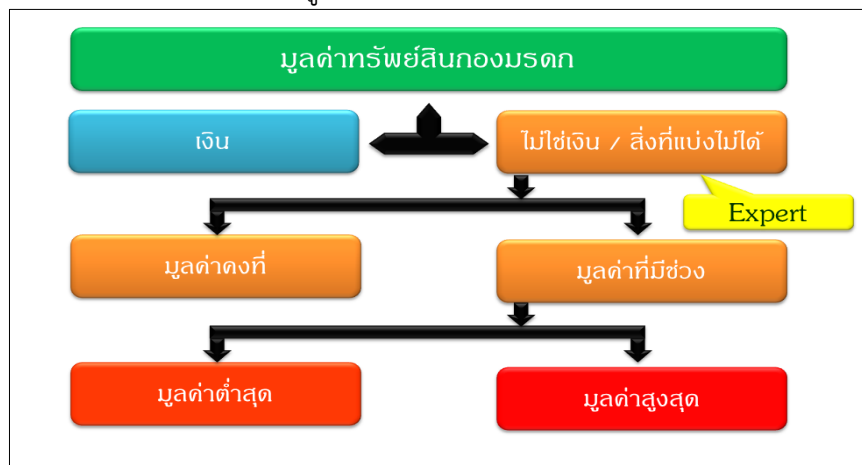 มูลค่าทรัพย์สินกองมรดก
เงิน
ไม่ใช่เงิน / สิ่งที่แบ่งไม่ได้
Expert
มูลค่าคงที่
มูลค่าที่มีช่วง
มูลค่าต่ำสุด
มูลค่าสูงสุด